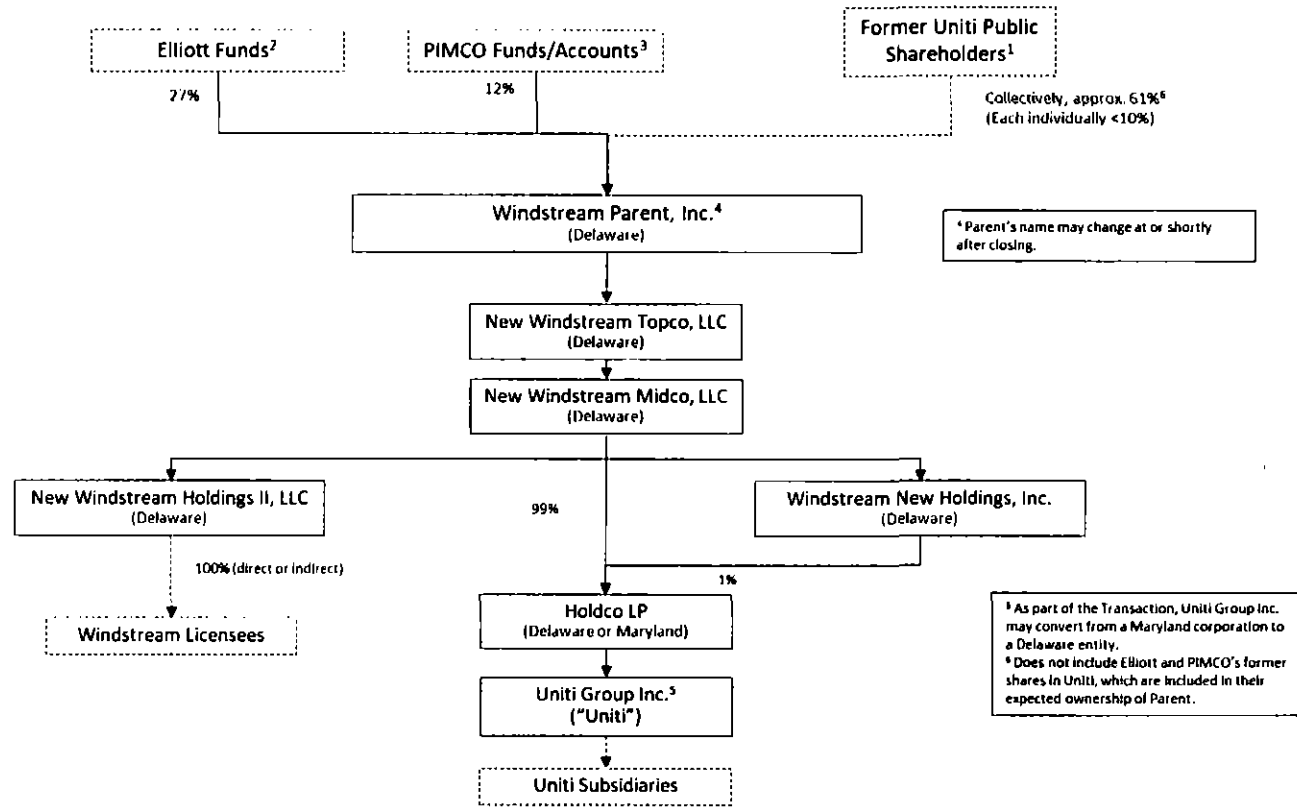 Elliott Funds²
PIMCO Funds/Accounts³
Former Uniti Public
Shareholders¹
27%
12%
Collectively, approx. 61%⁶
(Each individually <10%)
Windstream Parent, Inc.⁴
(Delaware)
⁴ Parent's name may change at or shortly
after closing.
New Windstream Topco, LLC
(Delaware)
New Windstream Midco, LLC
(Delaware)
New Windstream Holdings II, LLC
(Delaware)
Windstream New Holdings, Inc.
(Delaware)
99%
100% (direct or indirect)
1%
Windstream Licensees
Holdco LP
(Delaware or Maryland)
Uniti Group Inc.⁵
("Uniti")
Uniti Subsidiaries
⁵ As part of the Transaction, Uniti Group Inc.
may convert from a Maryland corporation to
a Delaware entity.
⁶ Does not include Elliott and PIMCO's former
shares in Uniti, which are included in their
expected ownership of Parent.